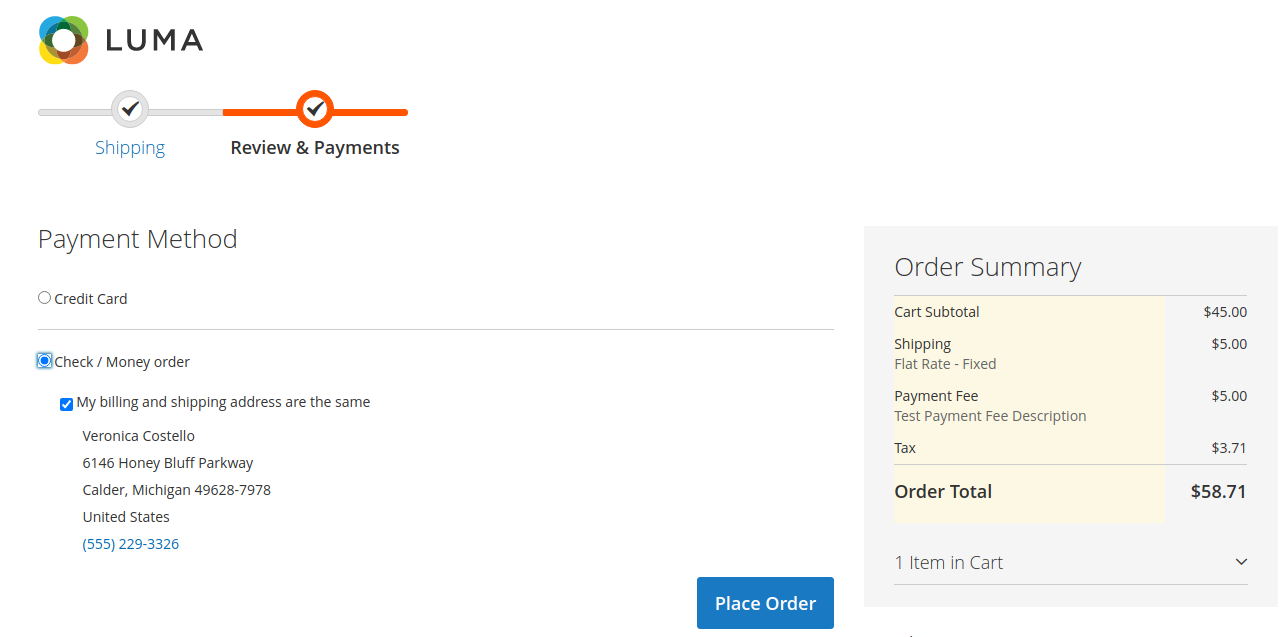 LUMA
Shipping
Review & Payments
Payment Method
Credit Card
Check / Money order
My billing and shipping address are the same
Veronica Costello
6146 Honey Bluff Parkway
Calder, Michigan 49628-7978
United States
(555) 229-3326
Place Order
Order Summary
Cart Subtotal $45.00
Shipping $5.00
Flat Rate - Fixed
Payment Fee $5.00
Test Payment Fee Description
Tax $3.71
Order Total $58.71
1 Item in Cart